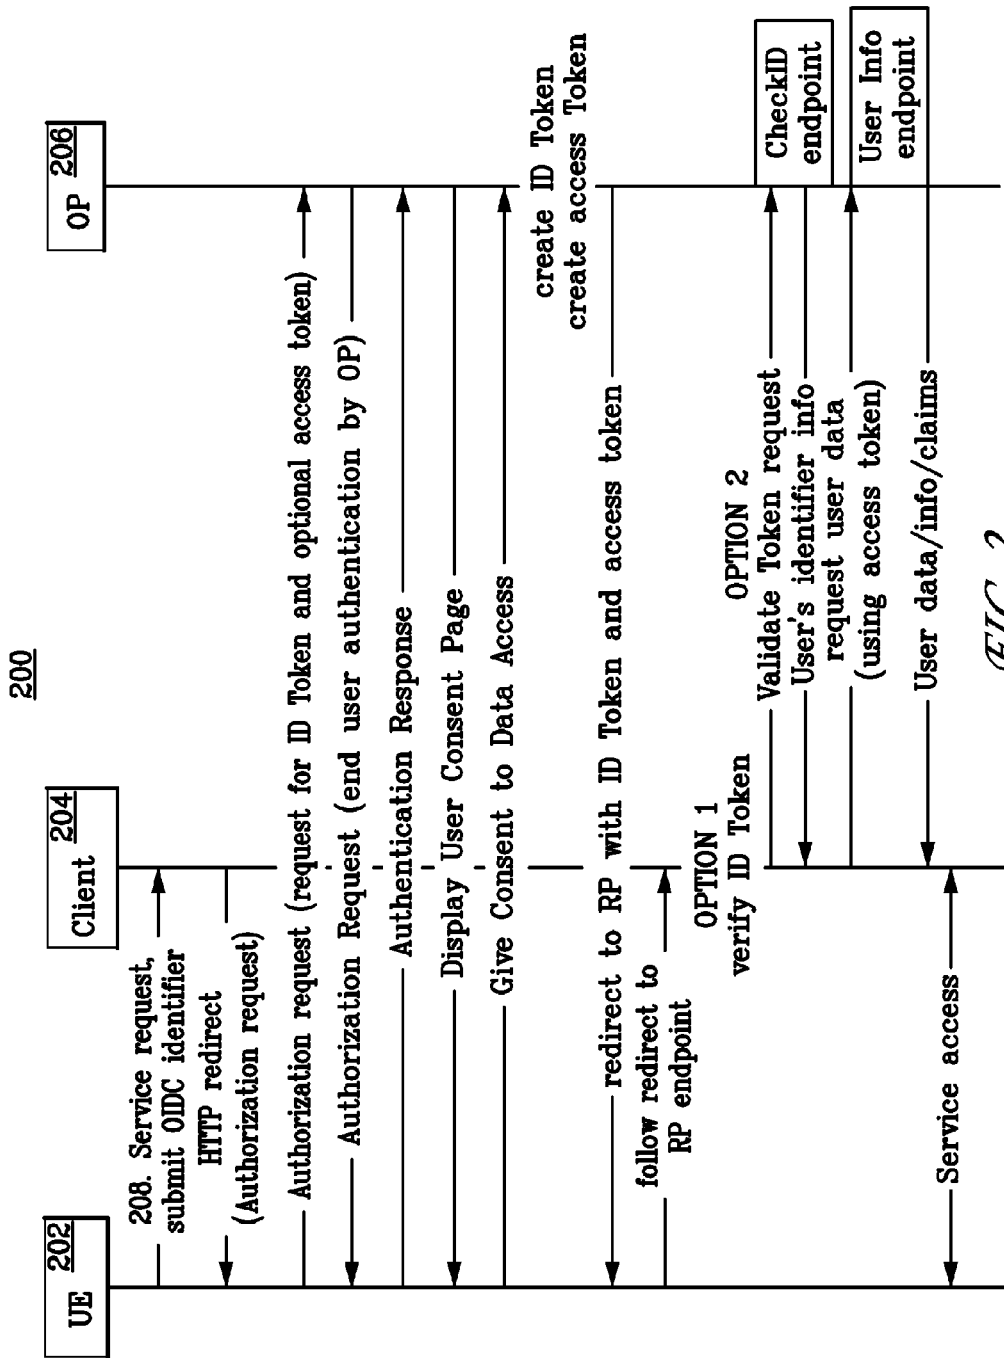 200
UE 202
Client 204
OP 206
208. Service request,
submit OIDC identifier
HTTP redirect
(Authorization request)
Authorization request (request for ID Token and optional access token)
Authorization Request (end user authentication by OP)
Authentication Response
Display User Consent Page
Give Consent to Data Access
create ID Token
create access Token
redirect to RP with ID Token and access token
follow redirect to
RP endpoint
OPTION 1
verify ID Token
OPTION 2
Validate Token request
CheckID
endpoint
User's identifier info
request user data
(using access token)
User Info
endpoint
User data/info/claims
Service access
FIG. 2